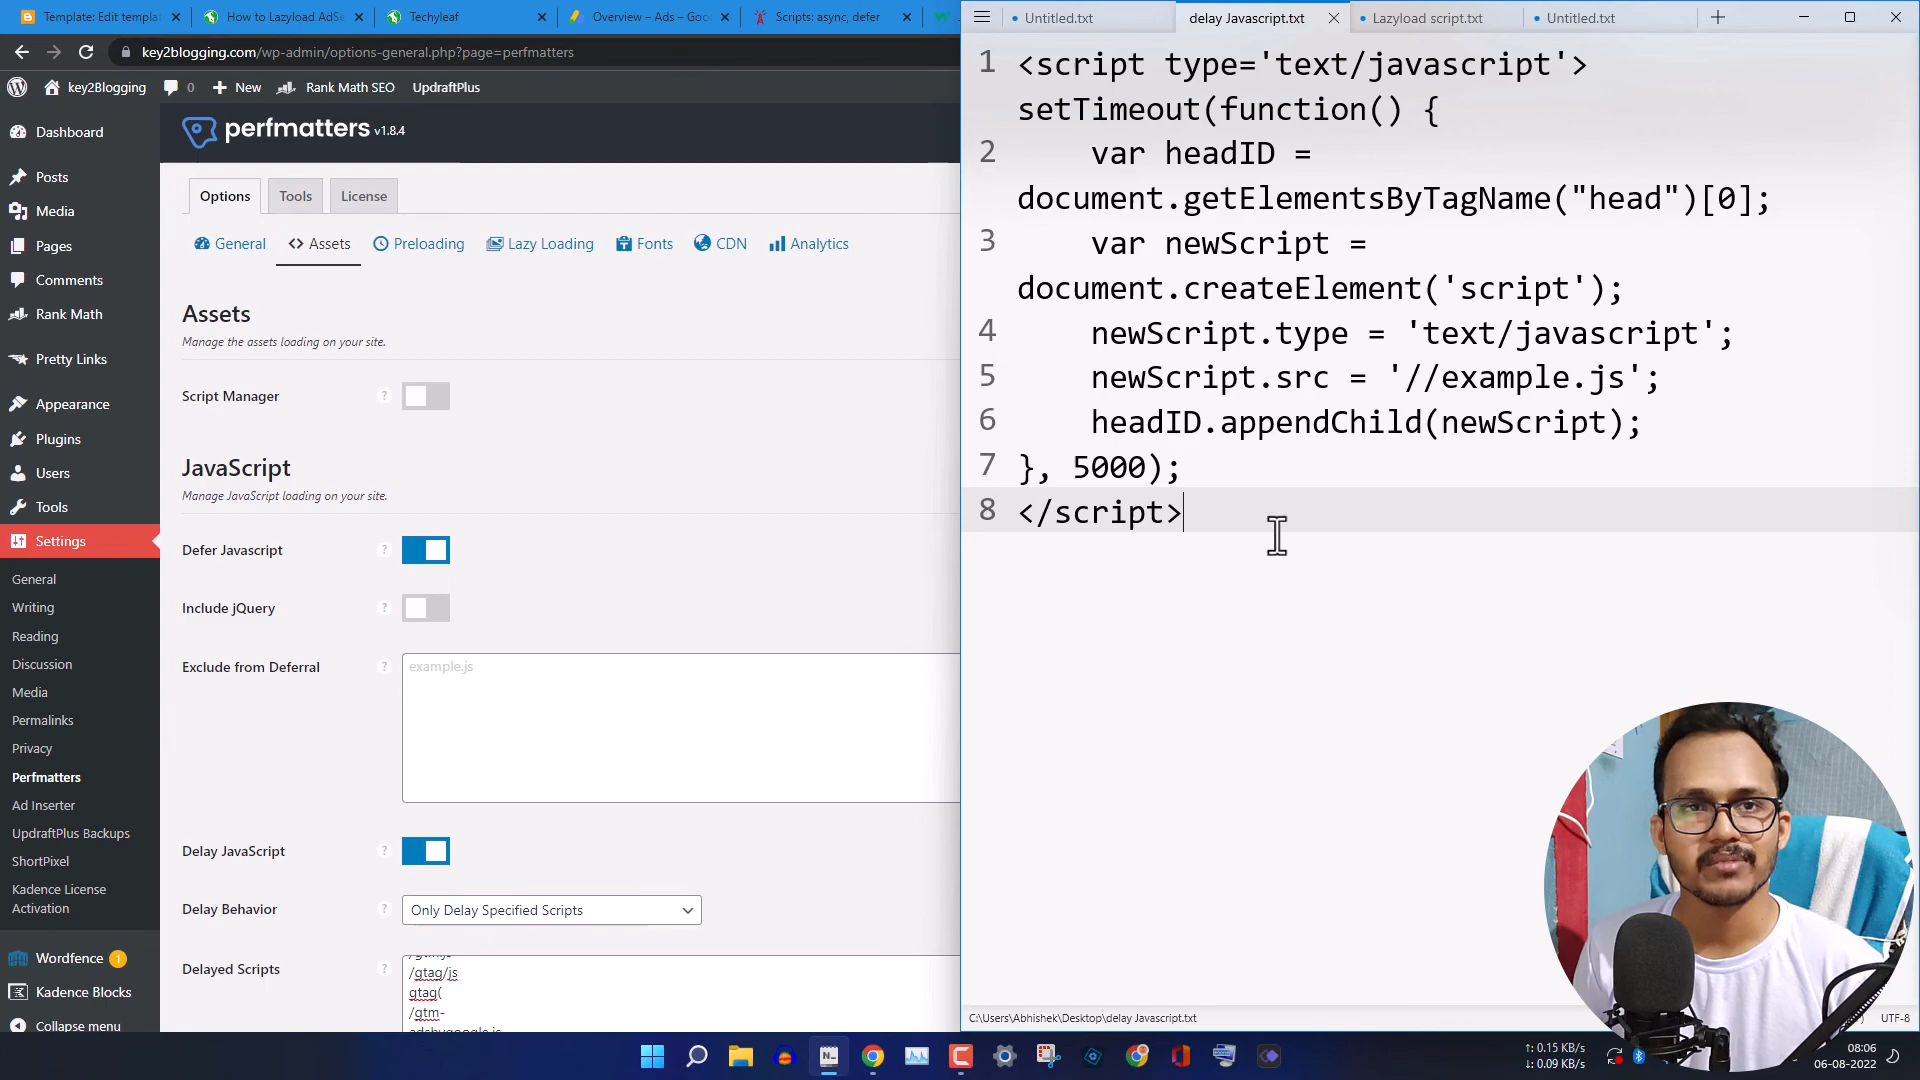 Template: Edit templa
How to Lazyload AdSe
Techyleaf
Overview – Ads – Goo
Scripts: async, defer
key2blogging.com/wp-admin/options-general.php?page=perfmatters
key2Blogging
0
New
Rank Math SEO
UpdraftPlus
Dashboard
Posts
Media
Pages
Comments
Rank Math
Pretty Links
Appearance
Plugins
Users
Tools
Settings
General
Writing
Reading
Discussion
Media
Permalinks
Privacy
Perfmatters
Ad Inserter
UpdraftPlus Backups
ShortPixel
Kadence License
Activation
Wordfence 1
Kadence Blocks
Collapse menu
perfmatters v1.8.4
Options
Tools
License
General
<> Assets
Preloading
Lazy Loading
Fonts
CDN
Analytics
Assets
Manage the assets loading on your site.
Script Manager ?
JavaScript
Manage JavaScript loading on your site.
Defer Javascript ?
Include jQuery ?
Exclude from Deferral ?
example.js
Delay JavaScript ?
Delay Behavior ?
Only Delay Specified Scripts
Delayed Scripts ?
/gtag/js
gtag(
/gtm-
adsbygoogle.js
Untitled.txt
delay Javascript.txt
Lazyload script.txt
Untitled.txt
1 <script type='text/javascript'>
setTimeout(function() {
2 var headID =
document.getElementsByTagName("head")[0];
3 var newScript =
document.createElement('script');
4 newScript.type = 'text/javascript';
5 newScript.src = '//example.js';
6 headID.appendChild(newScript);
7 }, 5000);
8 </script>
C:\Users\Abhishek\Desktop\delay Javascript.txt
UTF-8
↑: 0.15 KB/s
↓: 0.09 KB/s
08:06
06-08-2022